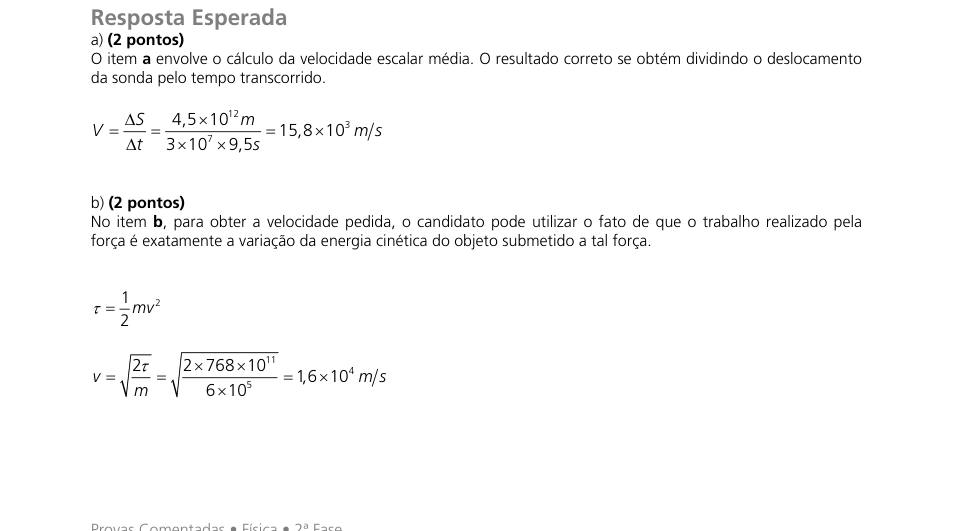 Resposta Esperada
a) (2 pontos)
O item a envolve o cálculo da velocidade escalar média. O resultado correto se obtém dividindo o deslocamento
da sonda pelo tempo transcorrido.
V = ΔS/Δt = 4,5×10¹² m / 3×10⁷ ×9,5s = 15,8×10³ m/s
b) (2 pontos)
No item b, para obter a velocidade pedida, o candidato pode utilizar o fato de que o trabalho realizado pela
força é exatamente a variação da energia cinética do objeto submetido a tal força.
τ = 1/2 mv²
v = √(2τ/m) = √(2×768×10¹¹ / 6×10⁵) = 1,6×10⁴ m/s
Provas Comentadas • Física • 2ª Fase